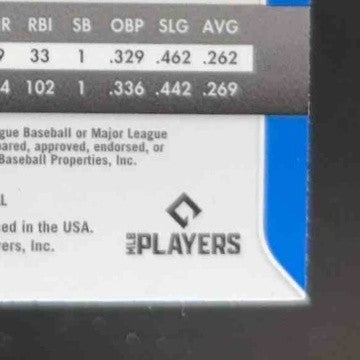 R RBI SB OBP SLG AVG
9 33 1 .329 .462 .262
4 102 1 .336 .442 .269
gue Baseball or Major League
pared, approved, endorsed, or
Baseball Properties, Inc.
L
ed in the USA.
ers, Inc.
MLB PLAYERS